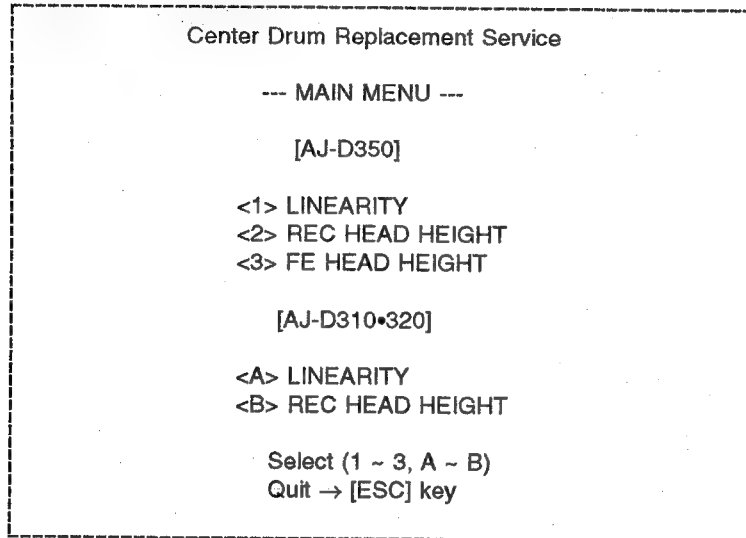 Center Drum Replacement Service
--- MAIN MENU ---
[AJ-D350]
<1> LINEARITY
<2> REC HEAD HEIGHT
<3> FE HEAD HEIGHT
[AJ-D310•320]
<A> LINEARITY
<B> REC HEAD HEIGHT
Select (1 ~ 3, A ~ B)
Quit → [ESC] key